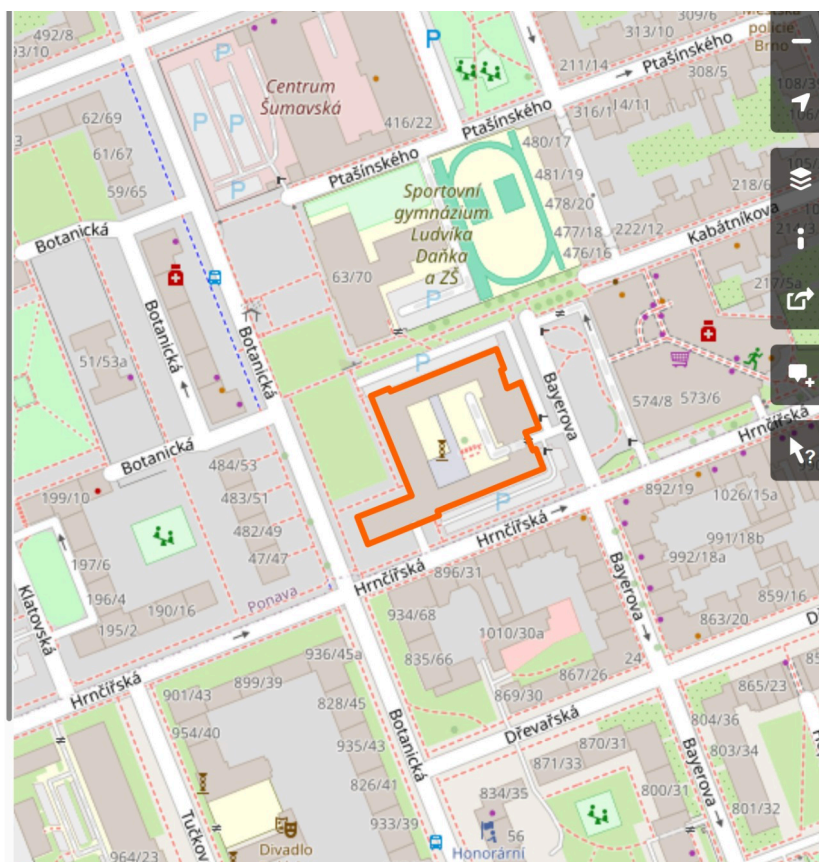 492/8
93/10
P
P
P
P
P
Centrum
Šumavská
416/22
309/6
313/10
policie
Brno
Ptašínského
211/14
308/5
Ptašínského
316/1
14/11
Ptašínského
480/17
481/19
478/20
477/18
476/16
62/69
61/67
59/65
Sportovní
gymnázium
Ludvíka
Daňka
a ZŠ
P
63/70
218/6
222/12
Kabátníkova
217/5a
Botanická
Botanická
Botanická
51/53a
P
Bayerova
574/8
573/6
Hrnčířská
Botanická
484/53
483/51
482/49
47/47
199/10
197/6
196/4
195/2
190/16
Klatovská
Ponava
P
Hrnčířská
892/19
1026/15a
991/18b
992/18a
859/16
863/20
Bayerova
Hrnčířská
896/31
934/68
1010/30a
835/66
24
867/26
869/30
936/45a
Hrnčířská
899/39
901/43
954/40
828/45
935/43
826/41
933/39
Botanická
Dřevařská
865/23
804/36
803/34
801/32
870/31
871/33
800/31
Bayerova
834/35
56
Honorární
Tučkov
Divadlo
964/23